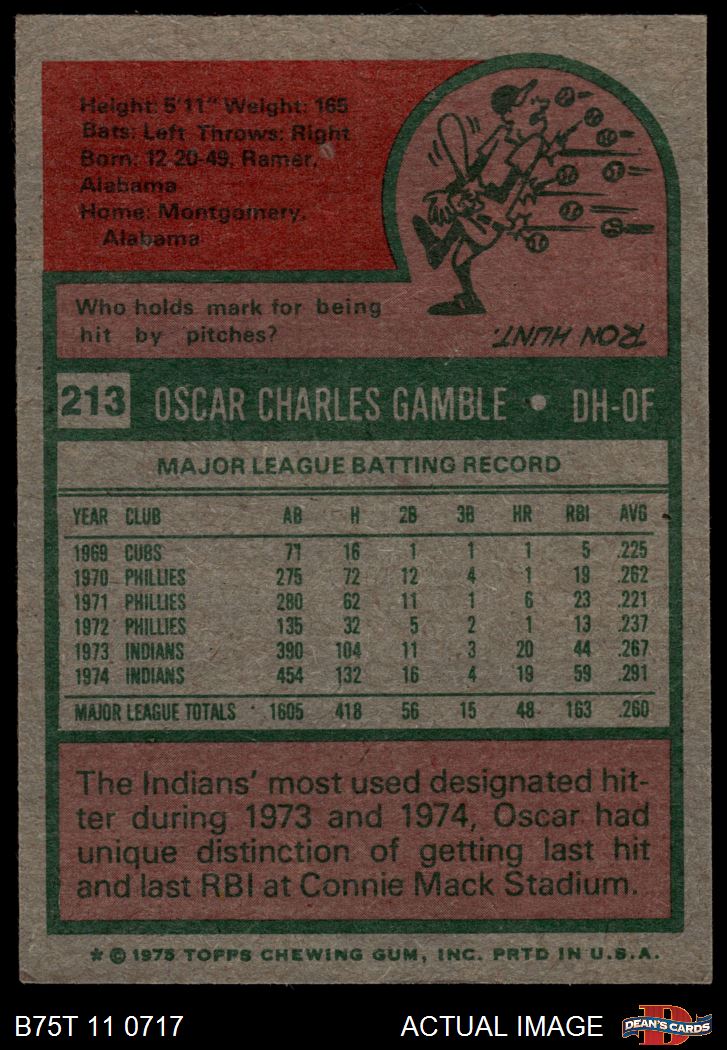 Height: 5'11" Weight: 165
Bats: Left Throws: Right
Born: 12-20-49, Ramer,
Alabama
Home: Montgomery,
Alabama
Who holds mark for being
hit by pitches?
RON HUNT.
213 OSCAR CHARLES GAMBLE • DH-OF
MAJOR LEAGUE BATTING RECORD
YEAR CLUB AB H 2B 3B HR RBI AVG
1969 CUBS 71 16 1 1 1 5 .225
1970 PHILLIES 275 72 12 4 1 19 .262
1971 PHILLIES 280 62 11 1 6 23 .221
1972 PHILLIES 135 32 5 2 1 13 .237
1973 INDIANS 390 104 11 3 20 44 .267
1974 INDIANS 454 132 16 4 19 59 .291
MAJOR LEAGUE TOTALS 1605 418 56 15 48 163 .260
The Indians' most used designated hit-
ter during 1973 and 1974, Oscar had
unique distinction of getting last hit
and last RBI at Connie Mack Stadium.
* © 1975 TOPPS CHEWING GUM, INC. PRTD IN U.S.A.
B75T 11 0717 ACTUAL IMAGE D DEAN'S CARDS